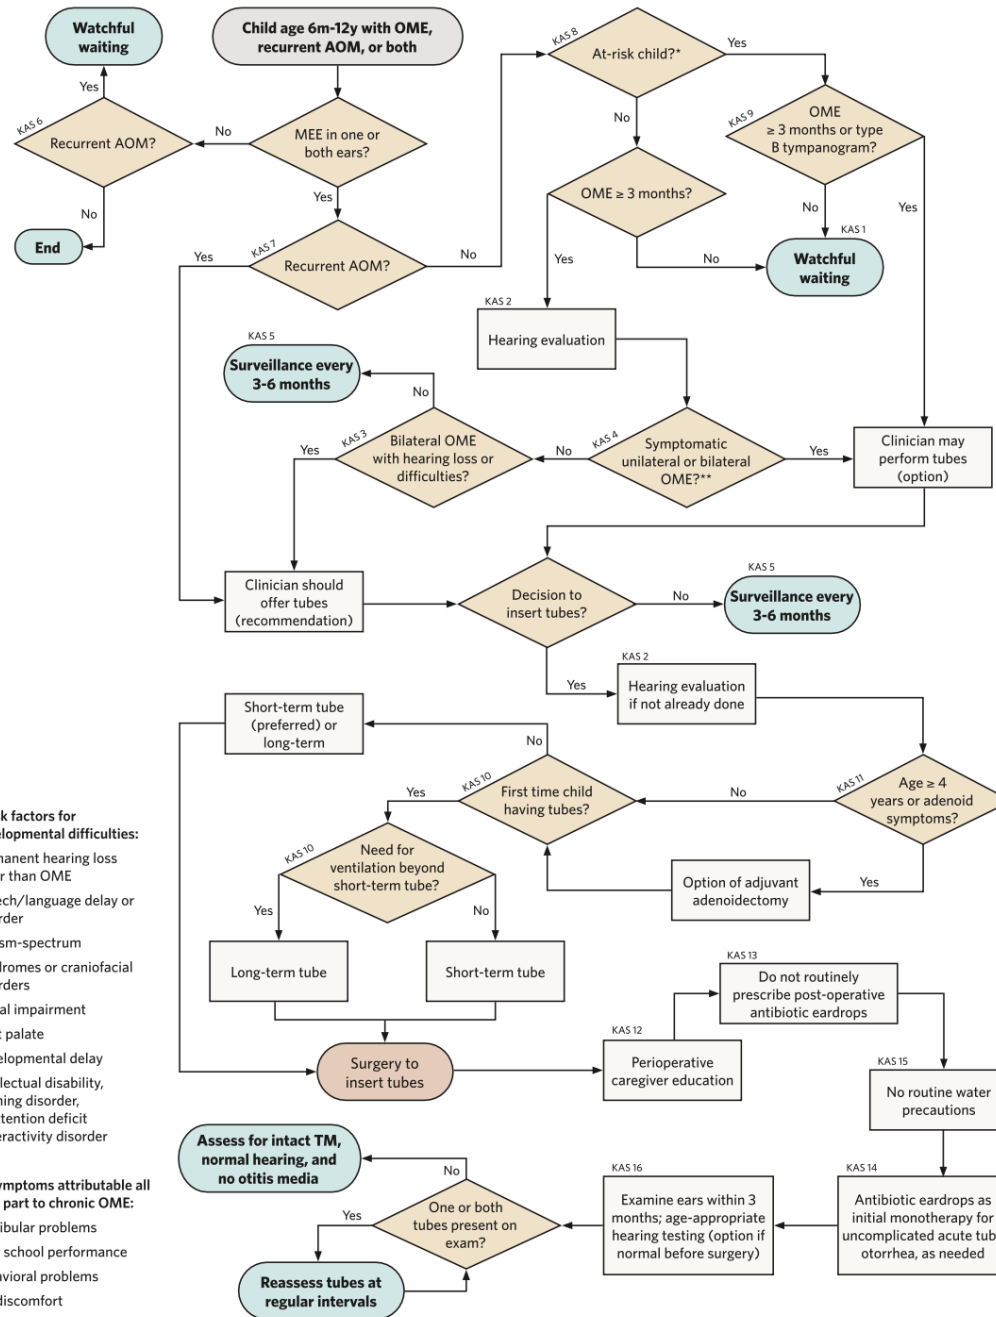 Watchful
waiting
Child age 6m-12y with OME,
recurrent AOM, or both
KAS 8
At-risk child?*
Yes
Yes
KAS 6
Recurrent AOM?
No
MEE in one or
both ears?
No
KAS 9
OME
≥ 3 months or type
B tympanogram?
No
End
Yes
OME ≥ 3 months?
No
Yes
KAS 1
Watchful
waiting
Yes
KAS 7
Recurrent AOM?
No
Yes
No
KAS 2
Hearing evaluation
KAS 5
Surveillance every
3-6 months
No
Yes
KAS 3
Bilateral OME
with hearing loss or
difficulties?
No
KAS 4
Symptomatic
unilateral or bilateral
OME?**
Yes
Clinician may
perform tubes
(option)
Clinician should
offer tubes
(recommendation)
Decision to
insert tubes?
No
KAS 5
Surveillance every
3-6 months
Yes
KAS 2
Hearing evaluation
if not already done
Short-term tube
(preferred) or
long-term
No
Yes
KAS 10
First time child
having tubes?
No
KAS 11
Age ≥ 4
years or adenoid
symptoms?
KAS 10
Need for
ventilation beyond
short-term tube?
Option of adjuvant
adenoidectomy
Yes
Yes
No
Long-term tube
Short-term tube
KAS 13
Do not routinely
prescribe post-operative
antibiotic eardrops
Surgery to
insert tubes
KAS 12
Perioperative
caregiver education
KAS 15
No routine water
precautions
Assess for intact TM,
normal hearing, and
no otitis media
No
Yes
One or both
tubes present on
exam?
KAS 16
Examine ears within 3
months; age-appropriate
hearing testing (option if
normal before surgery)
KAS 14
Antibiotic eardrops as
initial monotherapy for
uncomplicated acute tub
otorrhea, as needed
Reassess tubes at
regular intervals
sk factors for
elopmental difficulties:
manent hearing loss
er than OME
ech/language delay or
rder
sm-spectrum
dromes or craniofacial
rders
al impairment
t palate
elopmental delay
llectual disability,
ning disorder,
tention deficit
eractivity disorder
ymptoms attributable all
part to chronic OME:
ibular problems
r school performance
avioral problems
discomfort